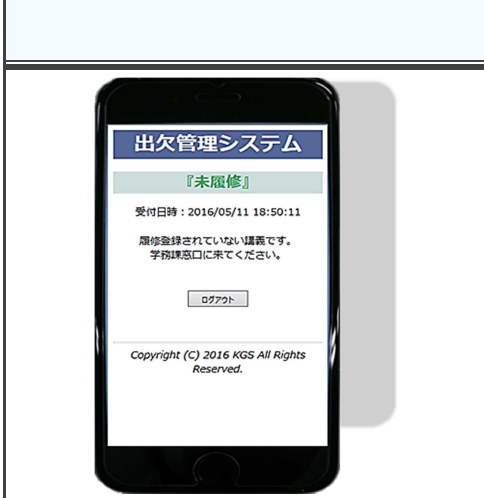 出欠管理システム
『未履修』
受付日時：2016/05/11 18:50:11
履修登録されていない講義です。
学務課窓口に来てください。
ログアウト
Copyright (C) 2016 KGS All Rights
Reserved.